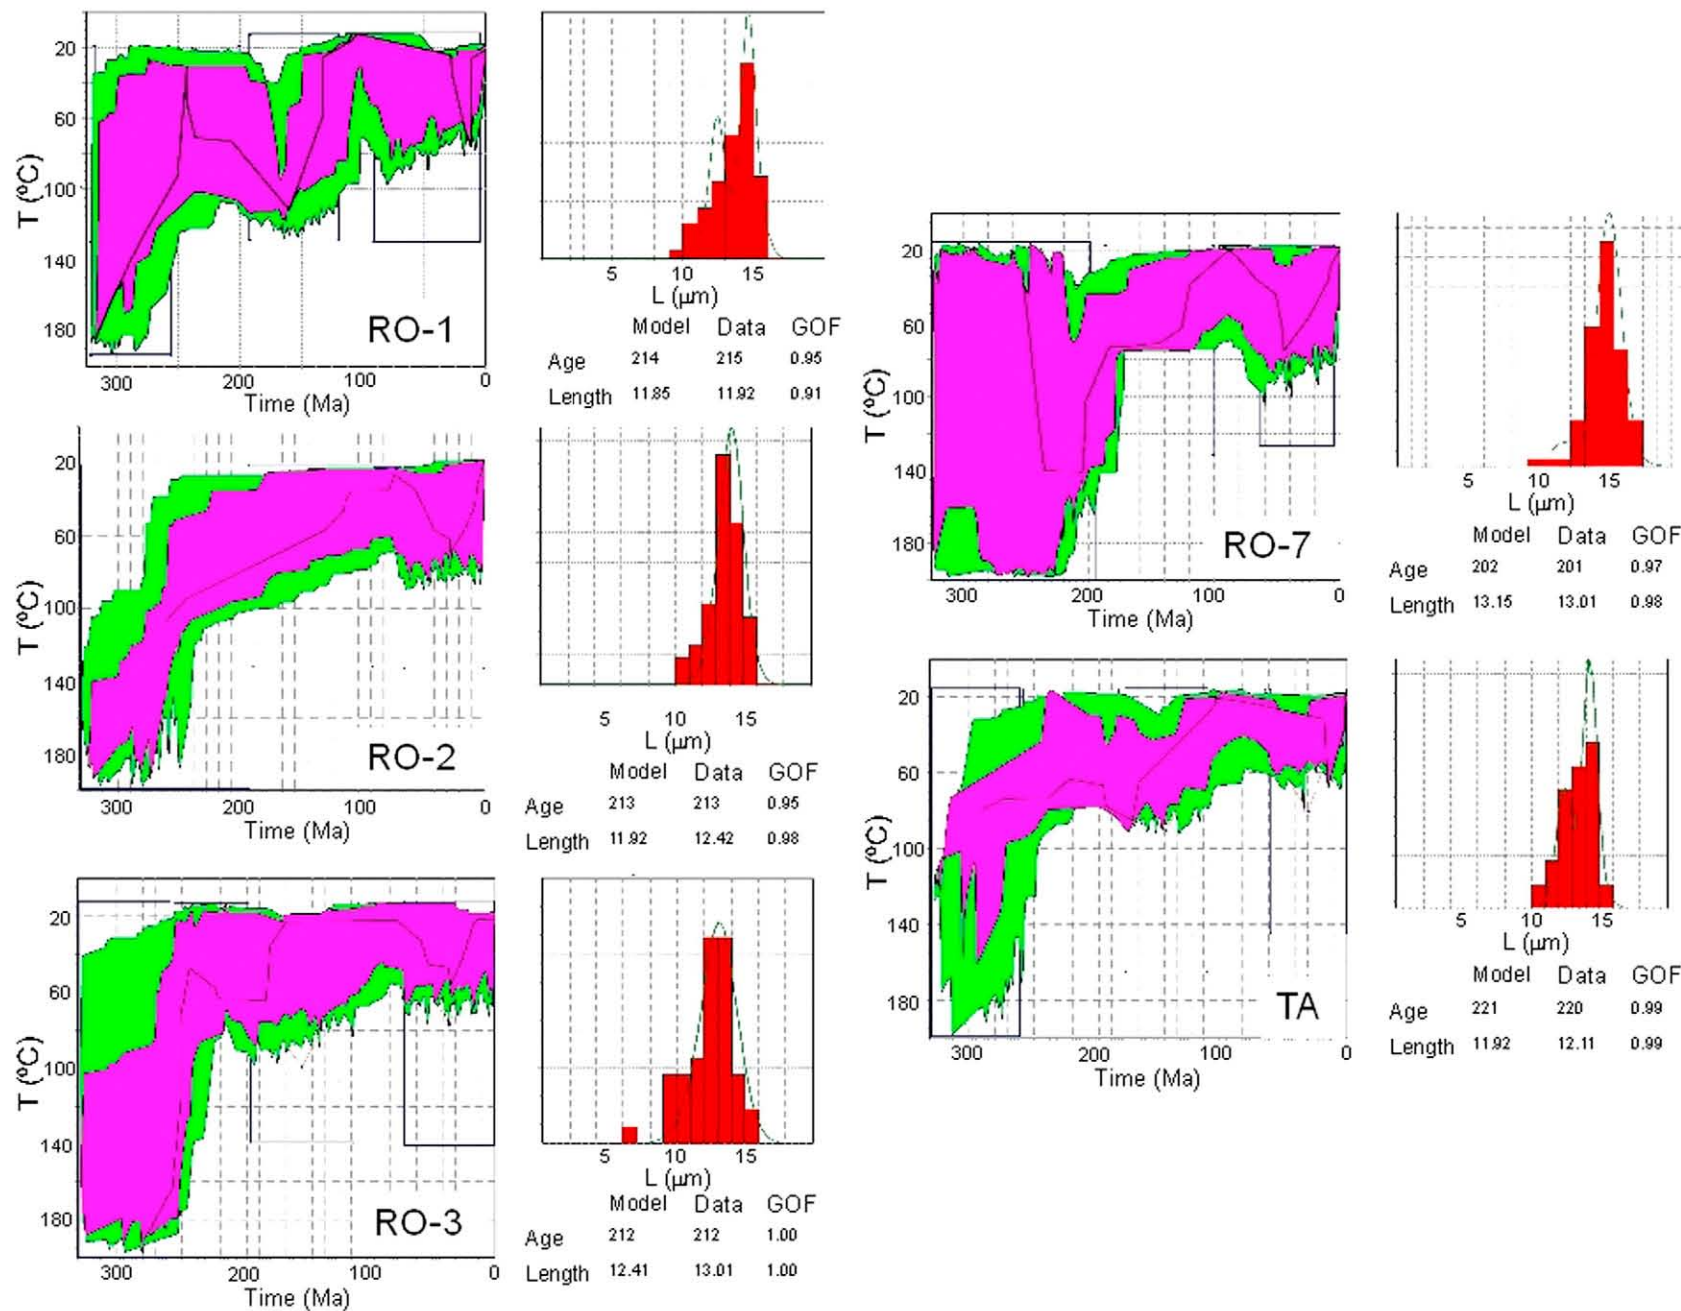 20
60
100
140
180
T (ºC)
RO-1
300 200 100 0
Time (Ma)
5 10 15
L (µm)
Model Data GOF
Age 214 215 0.95
Length 11.85 11.92 0.91
20
60
100
140
180
T (ºC)
RO-2
300 200 100 0
Time (Ma)
5 10 15
L (µm)
Model Data GOF
Age 213 213 0.95
Length 11.92 12.42 0.98
20
60
100
140
180
T (ºC)
RO-3
300 200 100 0
Time (Ma)
5 10 15
L (µm)
Model Data GOF
Age 212 212 1.00
Length 12.41 13.01 1.00
20
60
100
140
180
T (ºC)
RO-7
300 200 100 0
Time (Ma)
5 10 15
L (µm)
Model Data GOF
Age 202 201 0.97
Length 13.15 13.01 0.98
20
60
100
140
180
T (ºC)
TA
300 200 100 0
Time (Ma)
5 10 15
L (µm)
Model Data GOF
Age 221 220 0.99
Length 11.92 12.11 0.99